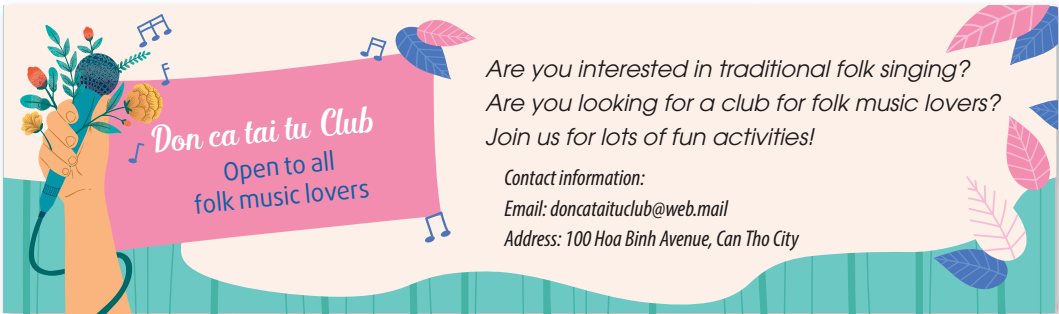 Don ca tai tu Club
Open to all
folk music lovers
Are you interested in traditional folk singing?
Are you looking for a club for folk music lovers?
Join us for lots of fun activities!
Contact information:
Email: doncataituclub@web.mail
Address: 100 Hoa Binh Avenue, Can Tho City